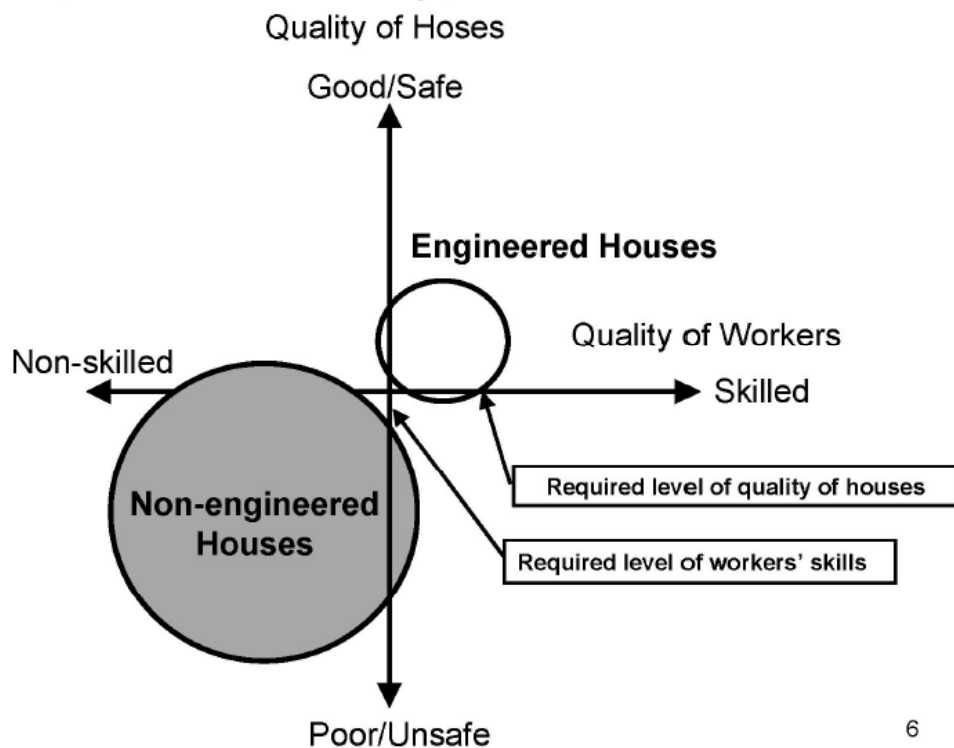 Quality of Hoses
Good/Safe
Engineered Houses
Quality of Workers
Non-skilled
Skilled
Required level of quality of houses
Non-engineered
Houses
Required level of workers' skills
Poor/Unsafe
6